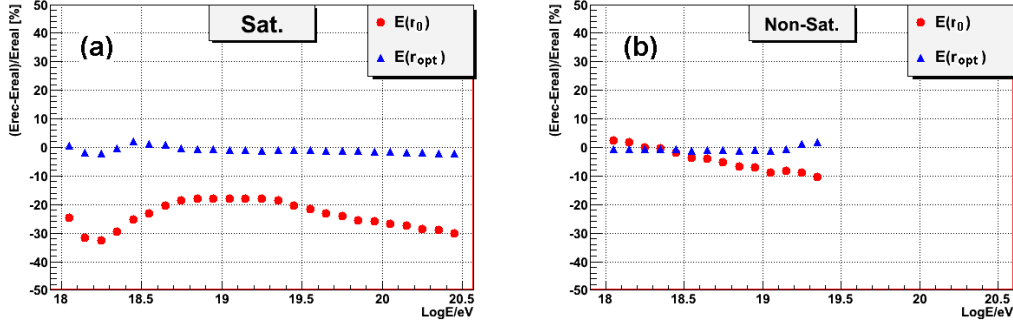 (Erec-Ereal)/Ereal [%]
50
40
30
20
10
0
-10
-20
-30
-40
-50
(a)
Sat.
E(r0)
E(ropt)
18
18.5
19
19.5
20
20.5
LogE/eV
(Erec-Ereal)/Ereal [%]
50
40
30
20
10
0
-10
-20
-30
-40
-50
(b)
Non-Sat.
E(r0)
E(ropt)
18
18.5
19
19.5
20
20.5
LogE/eV